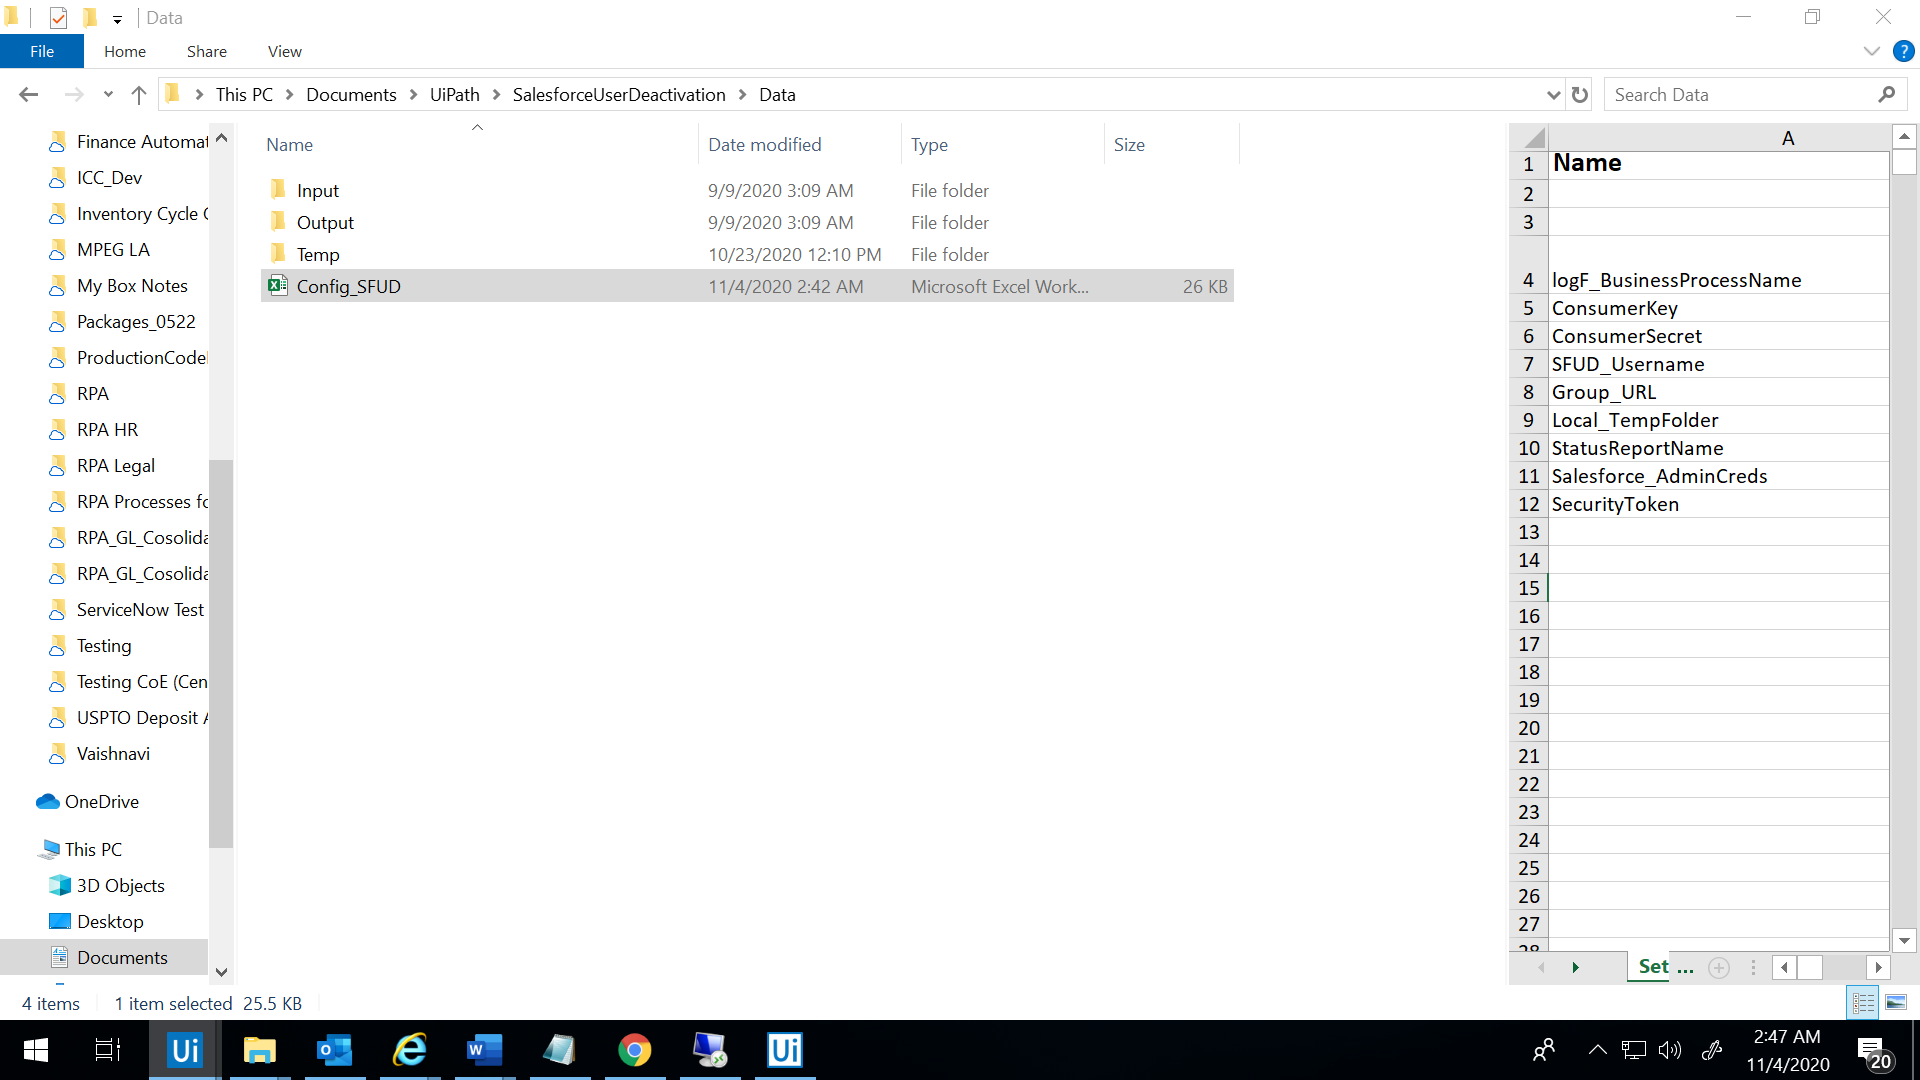 Data
File Home Share View
This PC Documents UiPath SalesforceUserDeactivation Data
Search Data
Finance Automat
ICC_Dev
Inventory Cycle C
MPEG LA
My Box Notes
Packages_0522
ProductionCode
RPA
RPA HR
RPA Legal
RPA Processes fo
RPA_GL_Cosolida
RPA_GL_Cosolida
ServiceNow Test
Testing
Testing CoE (Cen
USPTO Deposit A
Vaishnavi
OneDrive
This PC
3D Objects
Desktop
Documents
Name Date modified Type Size
Input 9/9/2020 3:09 AM File folder
Output 9/9/2020 3:09 AM File folder
Temp 10/23/2020 12:10 PM File folder
Config_SFUD 11/4/2020 2:42 AM Microsoft Excel Work... 26 KB
A
1 Name
2
3
4 logF_BusinessProcessName
5 ConsumerKey
6 ConsumerSecret
7 SFUD_Username
8 Group_URL
9 Local_TempFolder
10 StatusReportName
11 Salesforce_AdminCreds
12 SecurityToken
13
14
15
16
17
18
19
20
21
22
23
24
25
26
27
28
Set ...
4 items 1 item selected 25.5 KB
Ui
Ui
2:47 AM
11/4/2020
20